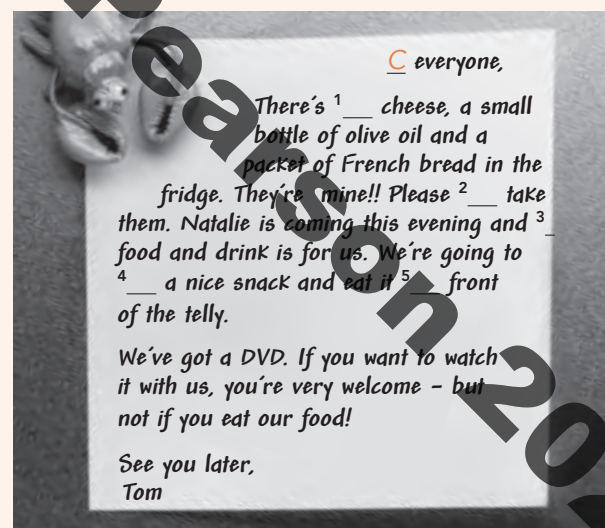 C everyone,
There's 1__ cheese, a small
bottle of olive oil and a
packet of French bread in the
fridge. They're mine!! Please 2__ take
them. Natalie is coming this evening and 3_
food and drink is for us. We're going to
4__ a nice snack and eat it 5__ front
of the telly.
We've got a DVD. If you want to watch
it with us, you're very welcome – but
not if you eat our food!
See you later,
Tom
Pearson 20